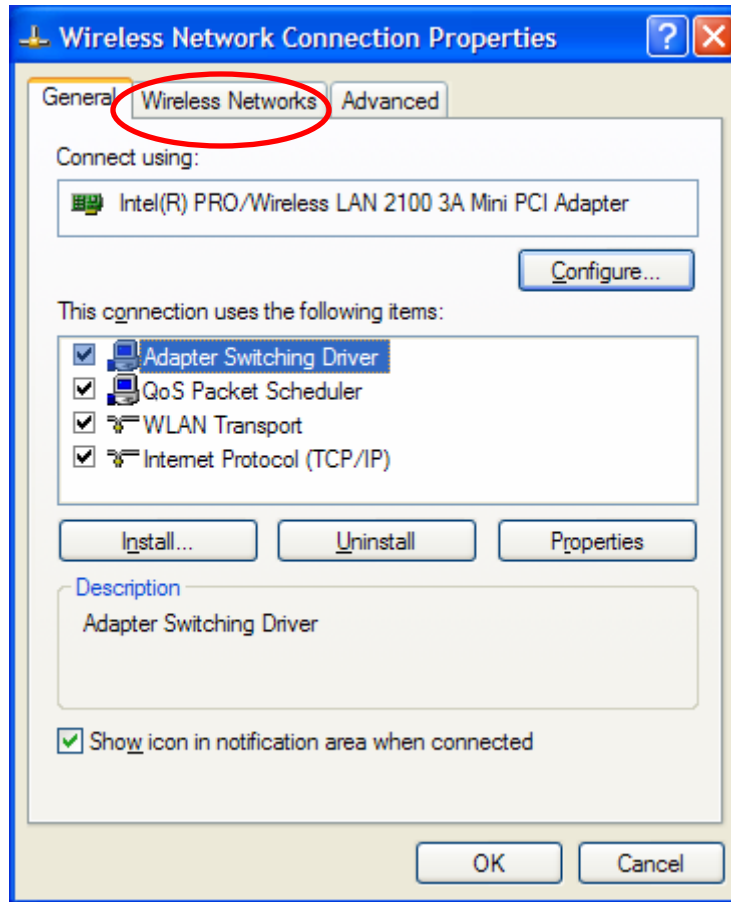 Wireless Network Connection Properties
General Wireless Networks Advanced
Connect using:
Intel(R) PRO/Wireless LAN 2100 3A Mini PCI Adapter
Configure...
This connection uses the following items:
Adapter Switching Driver
QoS Packet Scheduler
WLAN Transport
Internet Protocol (TCP/IP)
Install... Uninstall Properties
Description
Adapter Switching Driver
Show icon in notification area when connected
OK Cancel